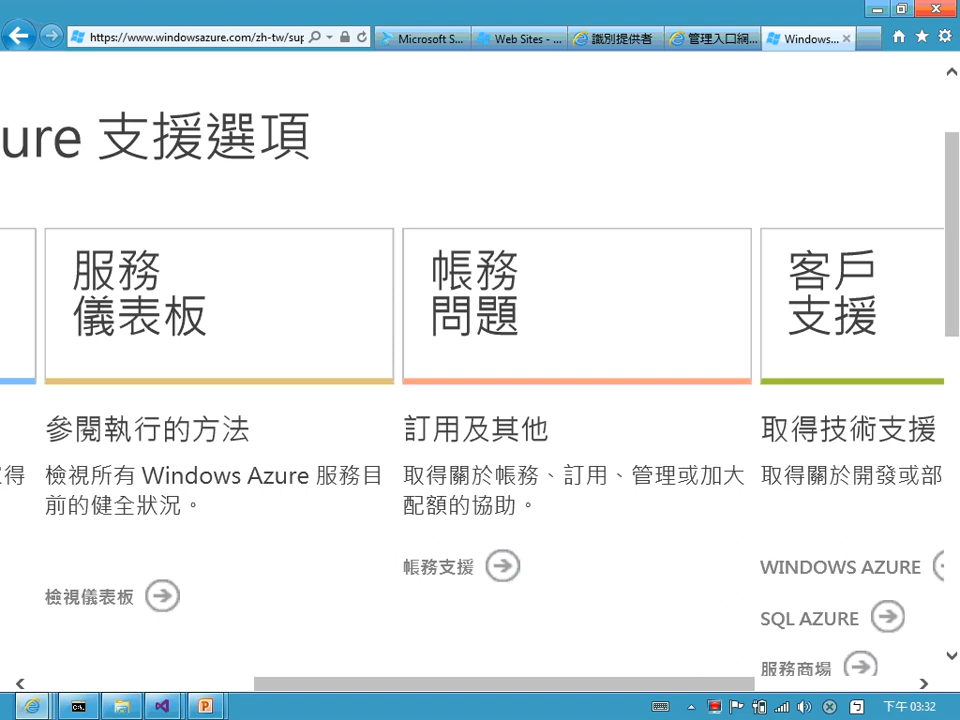 https://www.windowsazure.com/zh-tw/sup
Microsoft S...
Web Sites - ...
識別提供者
管理入口網...
Windows...
ure 支援選項
服務
儀表板
參閱執行的方法
檢視所有 Windows Azure 服務目
前的健全狀況。
檢視儀表板
帳務
問題
訂用及其他
取得關於帳務、訂用、管理或加大
配額的協助。
帳務支援
客戶
支援
取得技術支援
取得關於開發或部
WINDOWS AZURE
SQL AZURE
服務商場
下午 03:32